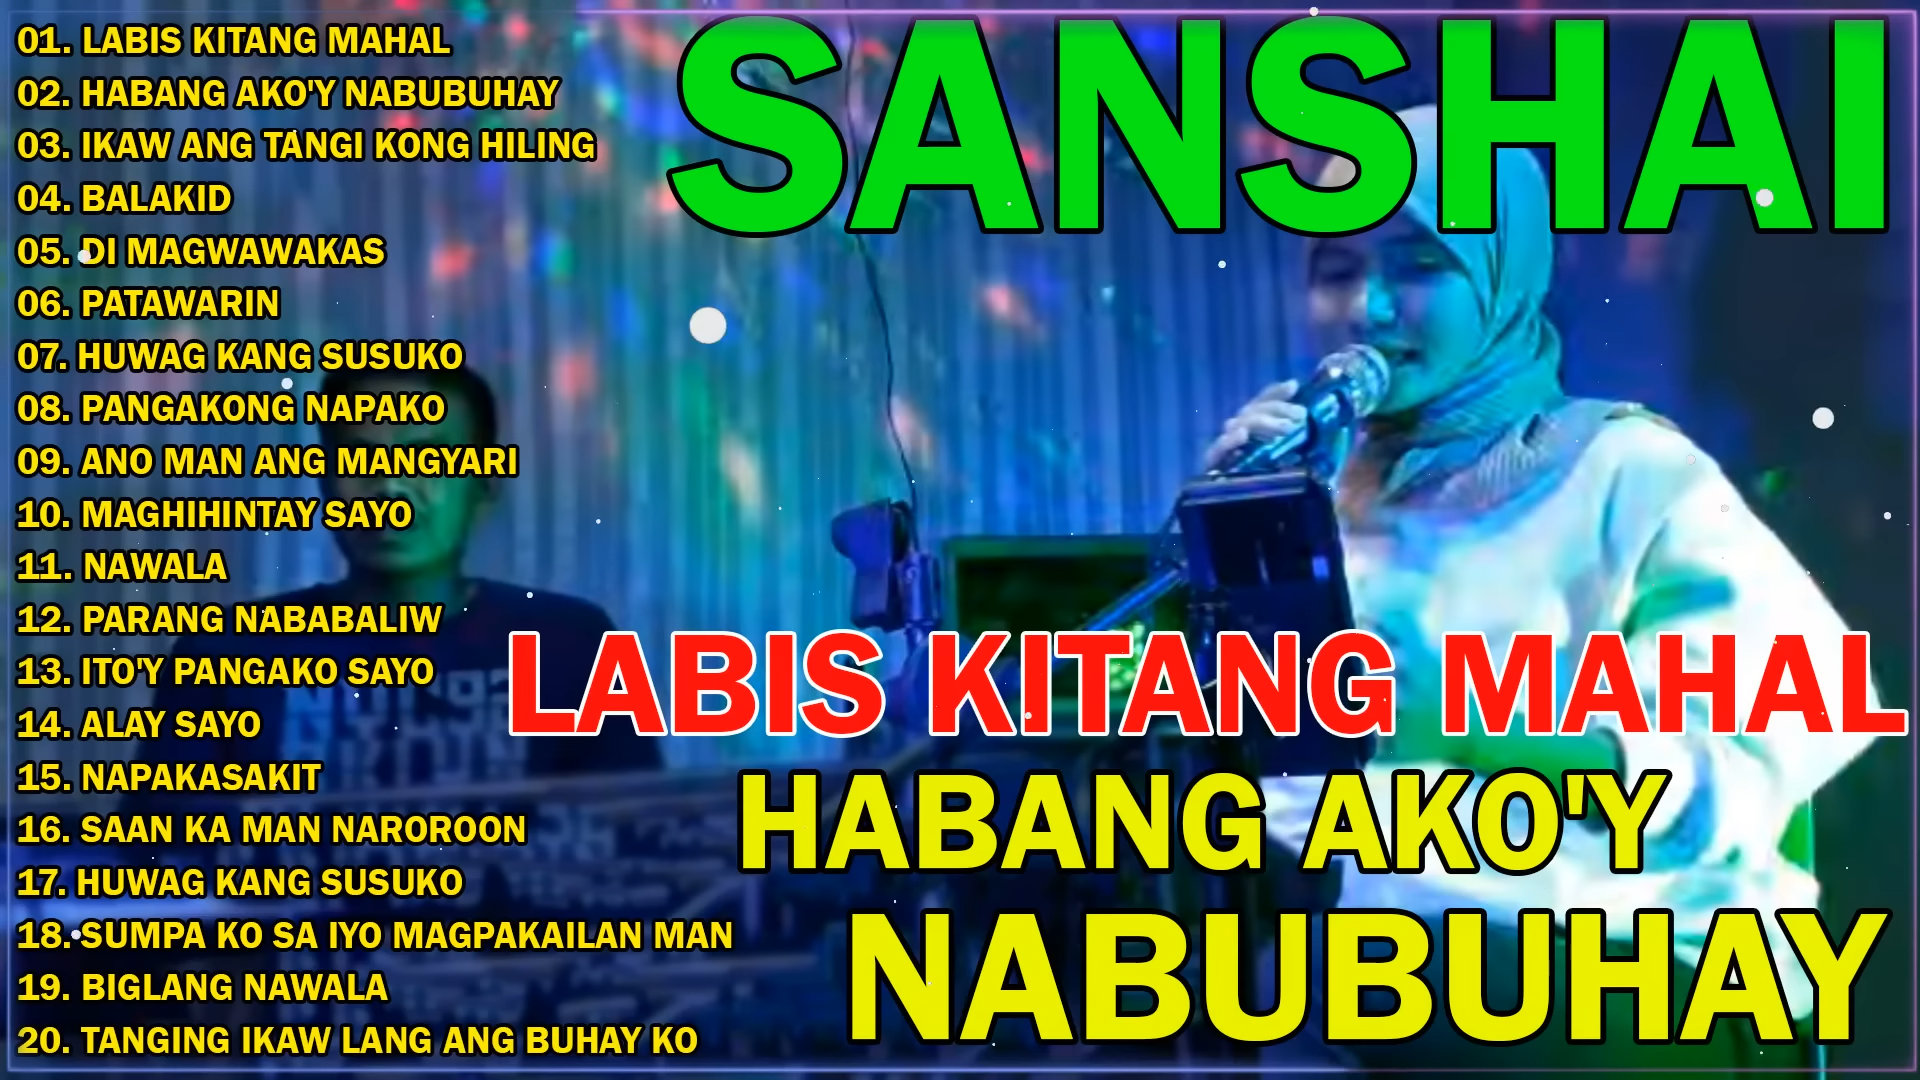 01. LABIS KITANG MAHAL
02. HABANG AKO'Y NABUBUHAY
03. IKAW ANG TANGI KONG HILING
04. BALAKID
05. DI MAGWAWAKAS
06. PATAWARIN
07. HUWAG KANG SUSUKO
08. PANGAKONG NAPAKO
09. ANO MAN ANG MANGYARI
10. MAGHIHINTAY SAYO
11. NAWALA
12. PARANG NABABALIW
13. ITO'Y PANGAKO SAYO
14. ALAY SAYO
15. NAPAKASAKIT
16. SAAN KA MAN NAROROON
17. HUWAG KANG SUSUKO
18. SUMPA KO SA IYO MAGPAKAILAN MAN
19. BIGLANG NAWALA
20. TANGING IKAW LANG ANG BUHAY KO
SANSHAI
LABIS KITANG MAHAL
HABANG AKO'Y
NABUBUHAY